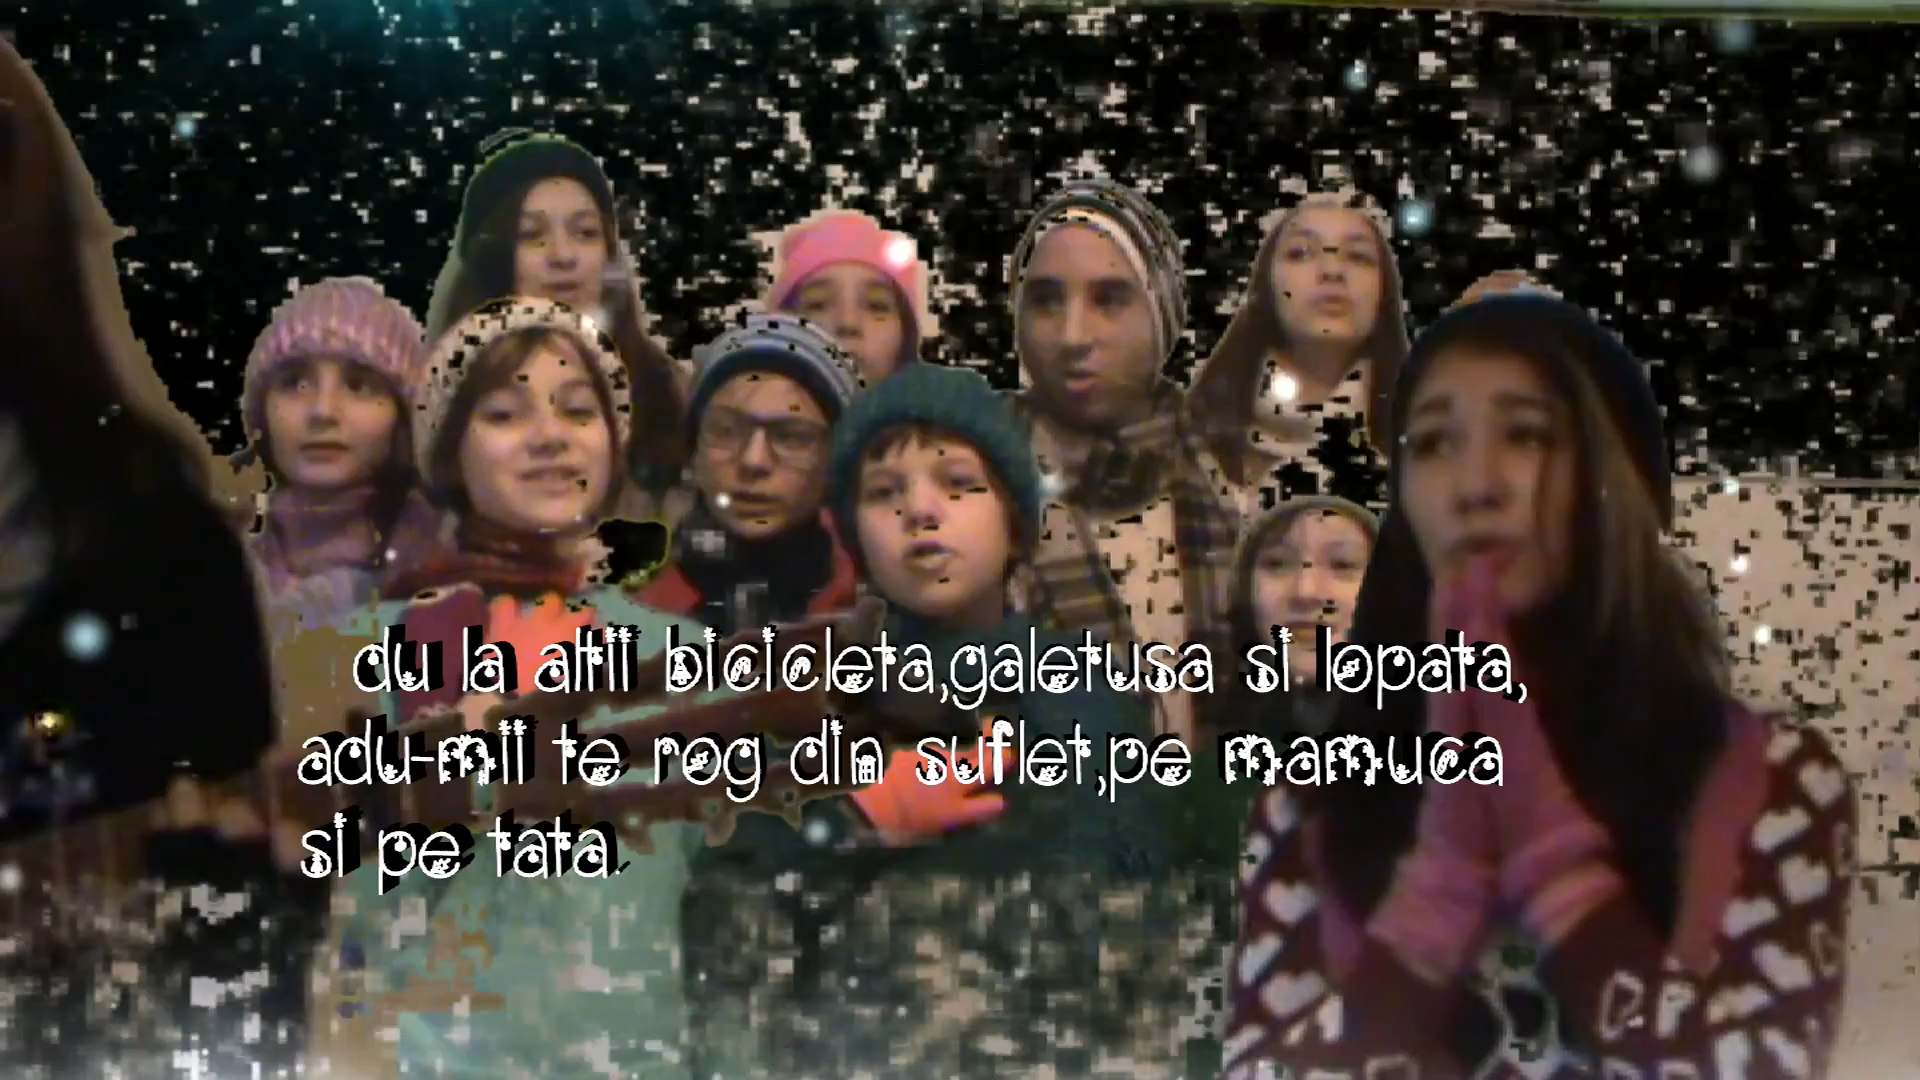 du la altii bicicleta,galetusa si lopata,
adu-mii te rog din suflet,pe mamuca
si pe tata.